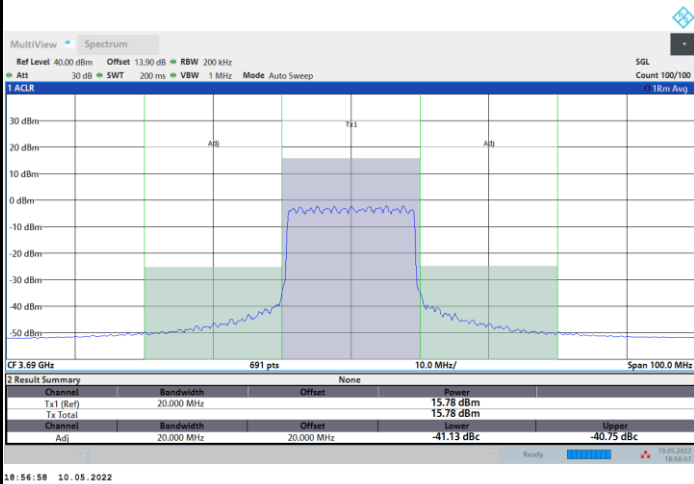 MultiView Spectrum
Ref Level 40.00 dBm Offset 13.90 dB RBW 200 kHz SGL
Att 30 dB SWT 200 ms VBW 1 MHz Mode Auto Sweep Count 100/100
1 ACLR 1Rm Avg
30 dBm
Tx1
20 dBm Adj Adj
10 dBm
0 dBm
-10 dBm
-20 dBm
-30 dBm
-40 dBm
-50 dBm
CF 3.69 GHz 691 pts 10.0 MHz/ Span 100.0 MHz
2 Result Summary None
Channel Bandwidth Offset Power
Tx1 (Ref) 20.000 MHz 15.78 dBm
Tx Total 15.78 dBm
Channel Bandwidth Offset Lower Upper
Adj 20.000 MHz 20.000 MHz -41.13 dBc -40.75 dBc
Ready 10.05.2022
18:56:57
18:56:58 10.05.2022